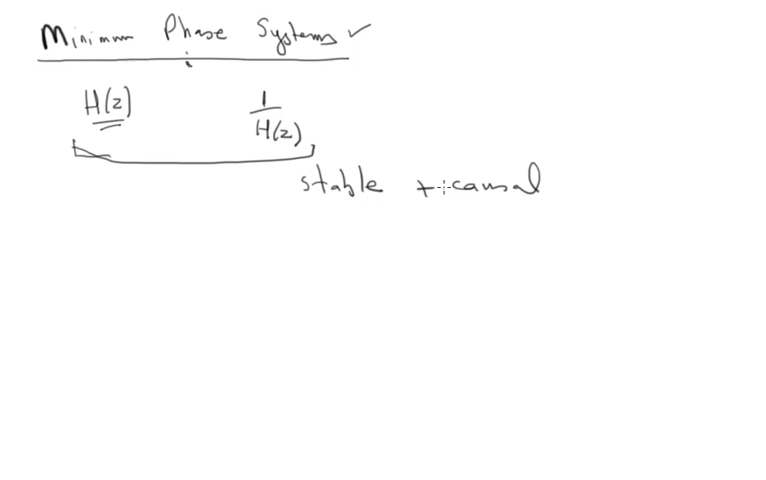 Minimum Phase Systems ✓
H(z) 1/H(z)
stable + causal